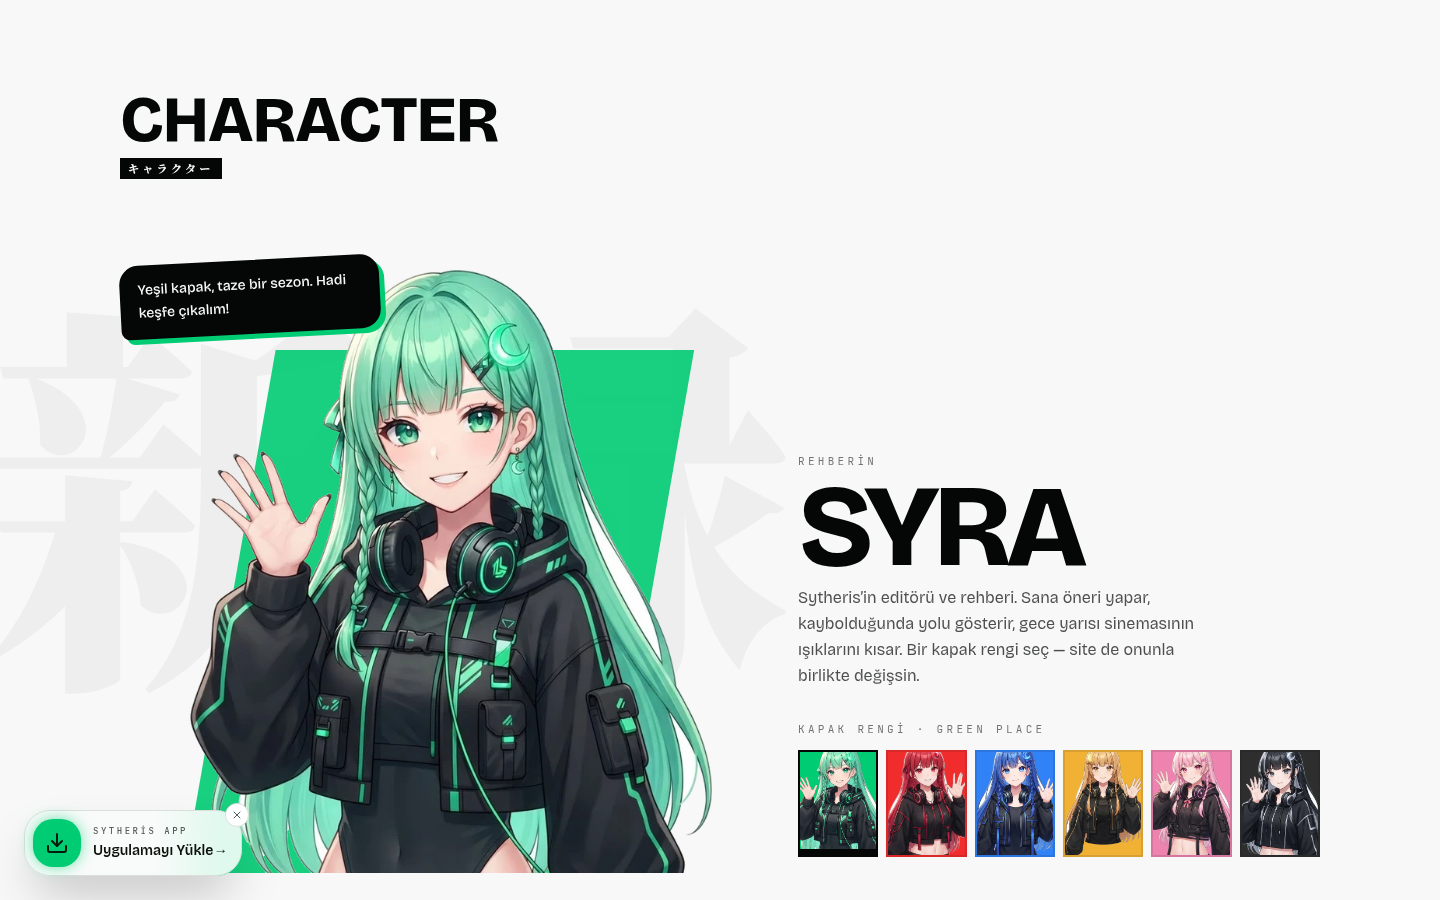 CHARACTER
キャラクター
Yeşil kapak, taze bir sezon. Hadi
keşfe çıkalım!
新緑
REHBERİN
SYRA
Sytheris'in editörü ve rehberi. Sana öneri yapar,
kaybolduğunda yolu gösterir, gece yarısı sinemasının
ışıklarını kısar. Bir kapak rengi seç — site de onunla
birlikte değişsin.
KAPAK RENGİ · GREEN PLACE
SYTHERİS APP
Uygulamayı Yükle→